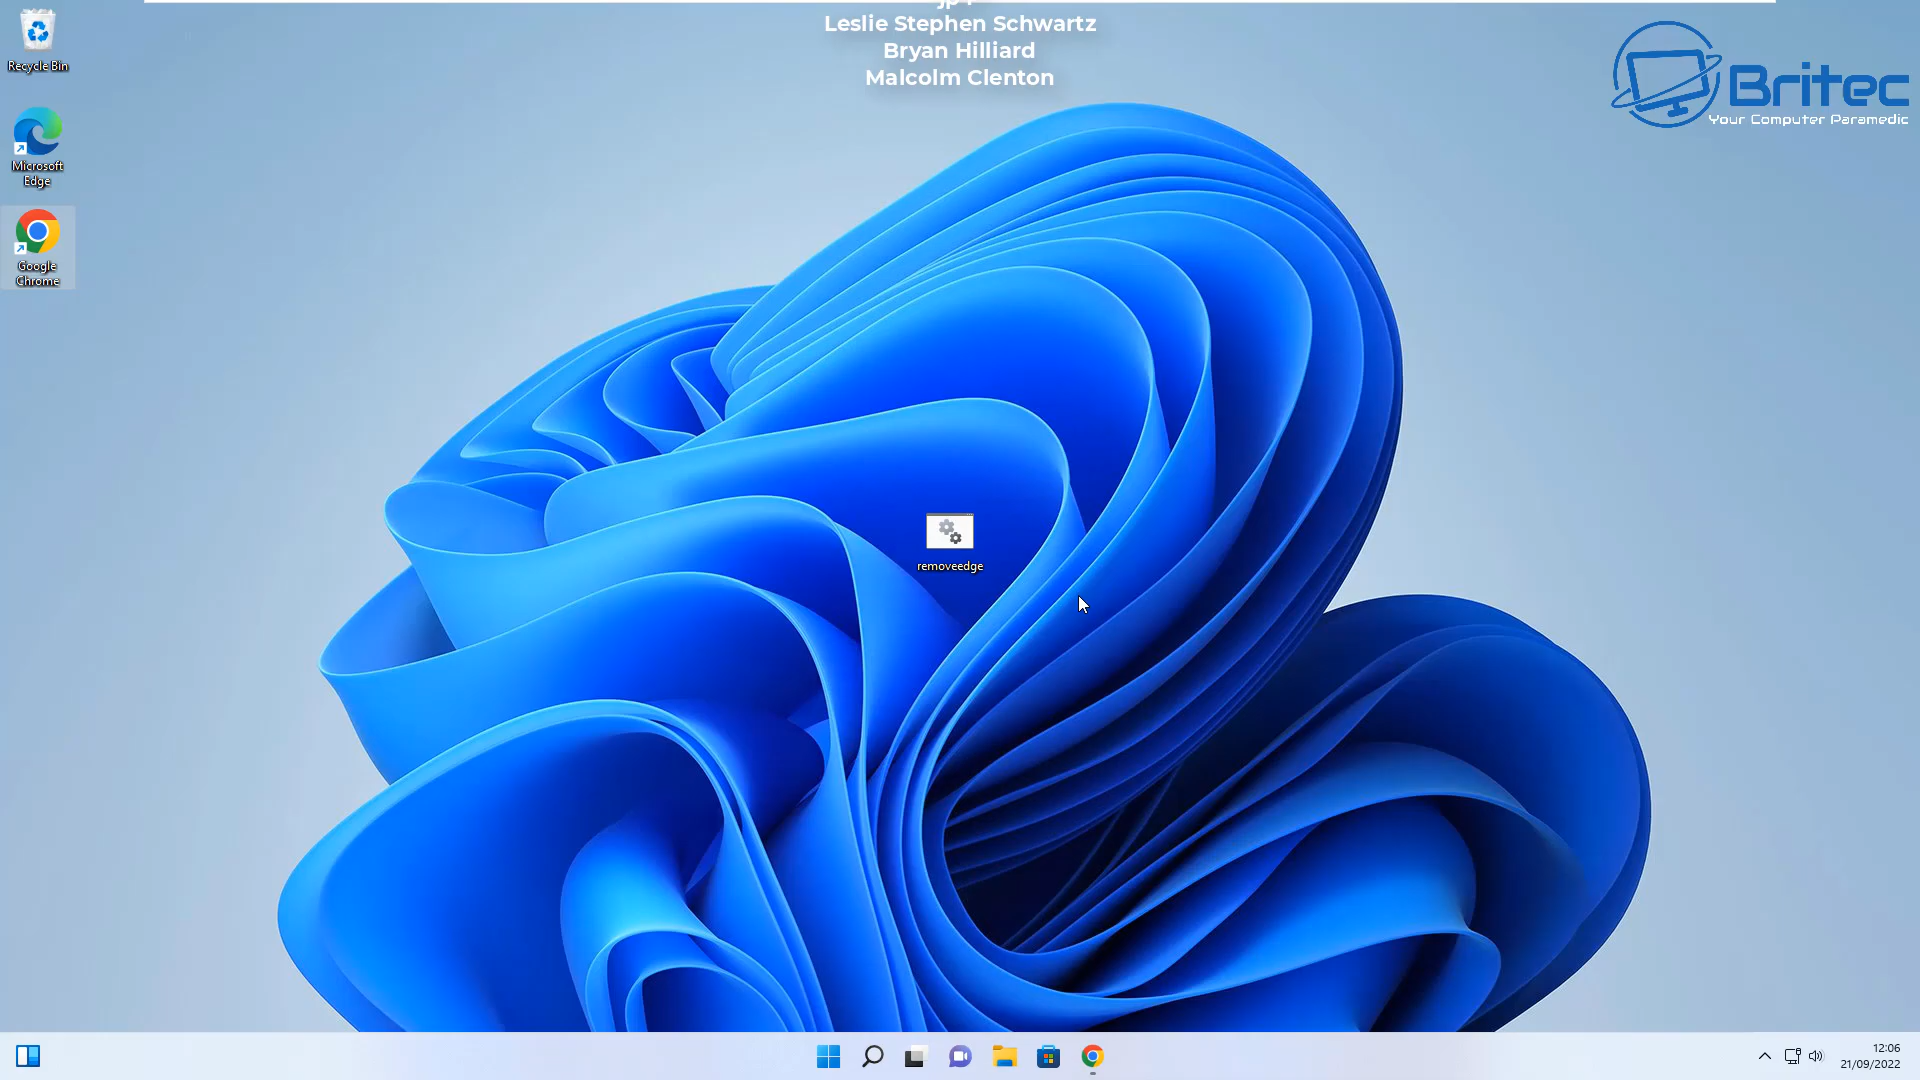 Leslie Stephen Schwartz
Bryan Hilliard
Malcolm Clenton
Britec
Your Computer Paramedic
Recycle Bin
Microsoft
Edge
Google
Chrome
removeedge
12:06
21/09/2022